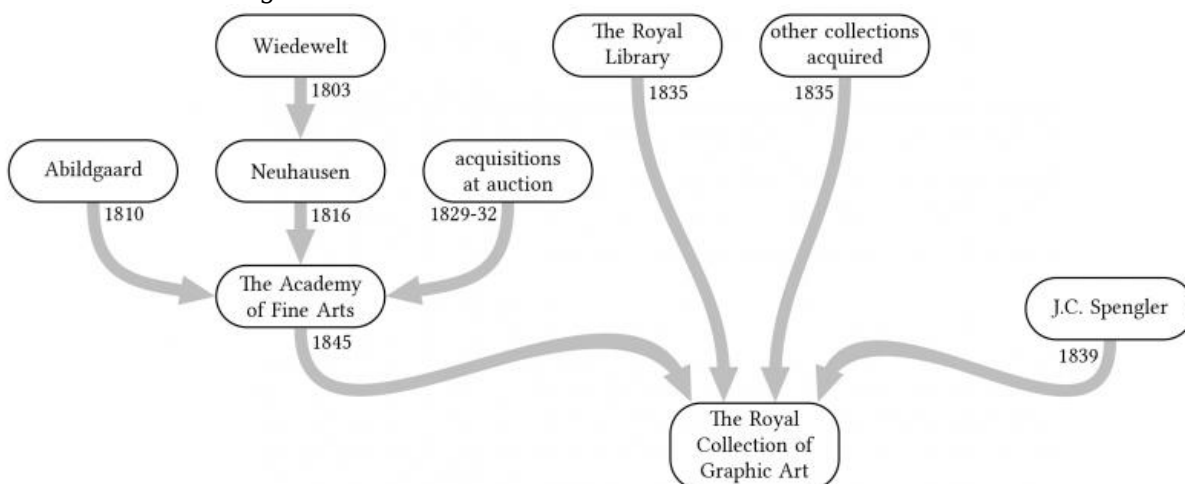 Wiedewelt
1803
The Royal
Library
1835
other collections
acquired
1835
Abildgaard
1810
Neuhausen
1816
acquisitions
at auction
1829-32
The Academy
of Fine Arts
1845
J.C. Spengler
1839
The Royal
Collection of
Graphic Art